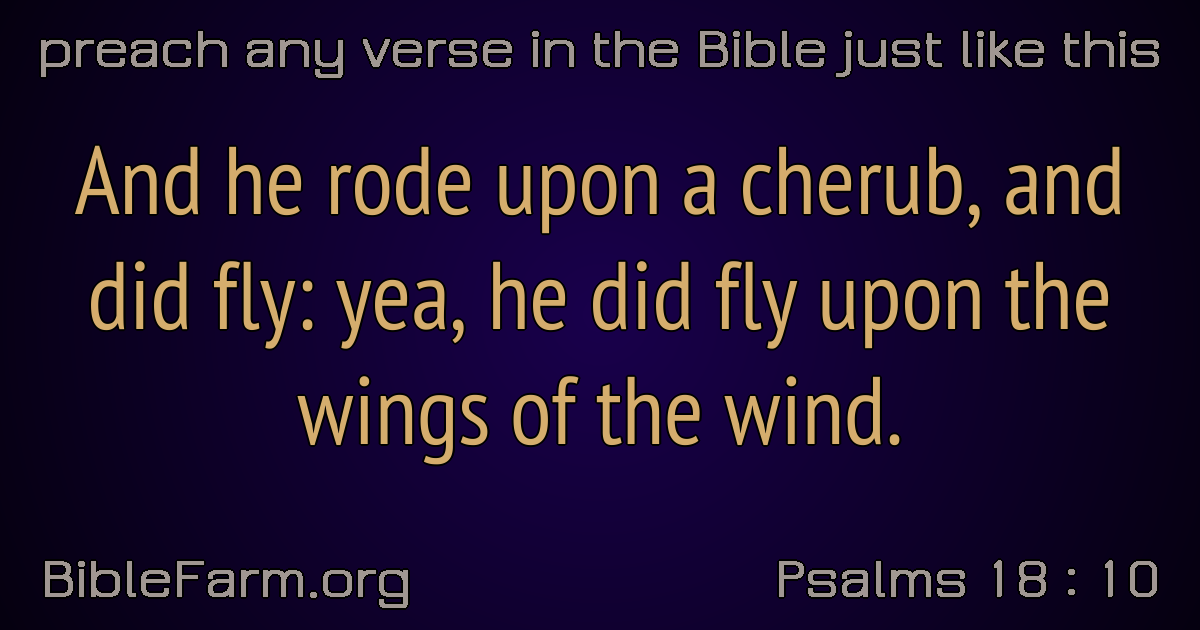 preach any verse in the Bible just like this
And he rode upon a cherub, and
did fly: yea, he did fly upon the
wings of the wind.
BibleFarm.org
Psalms 18 : 10